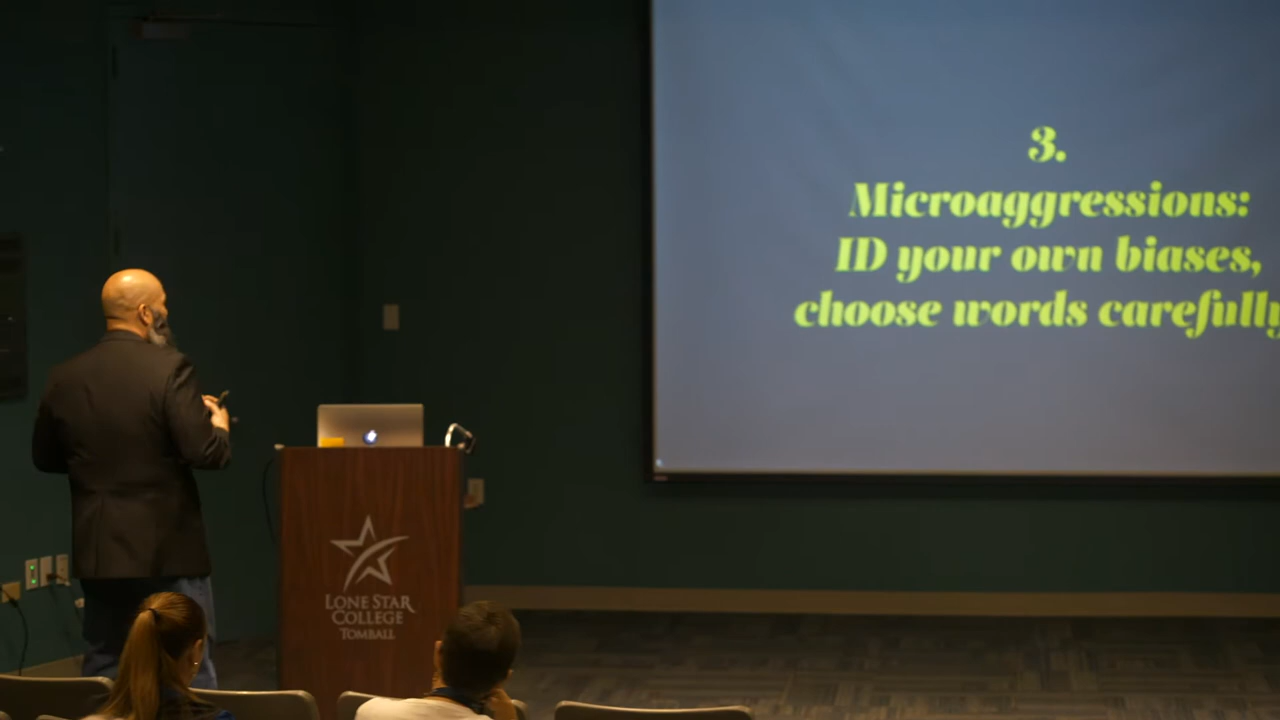 3.
Microaggressions:
ID your own biases,
choose words carefully
LONE STAR
COLLEGE
TOMBALL